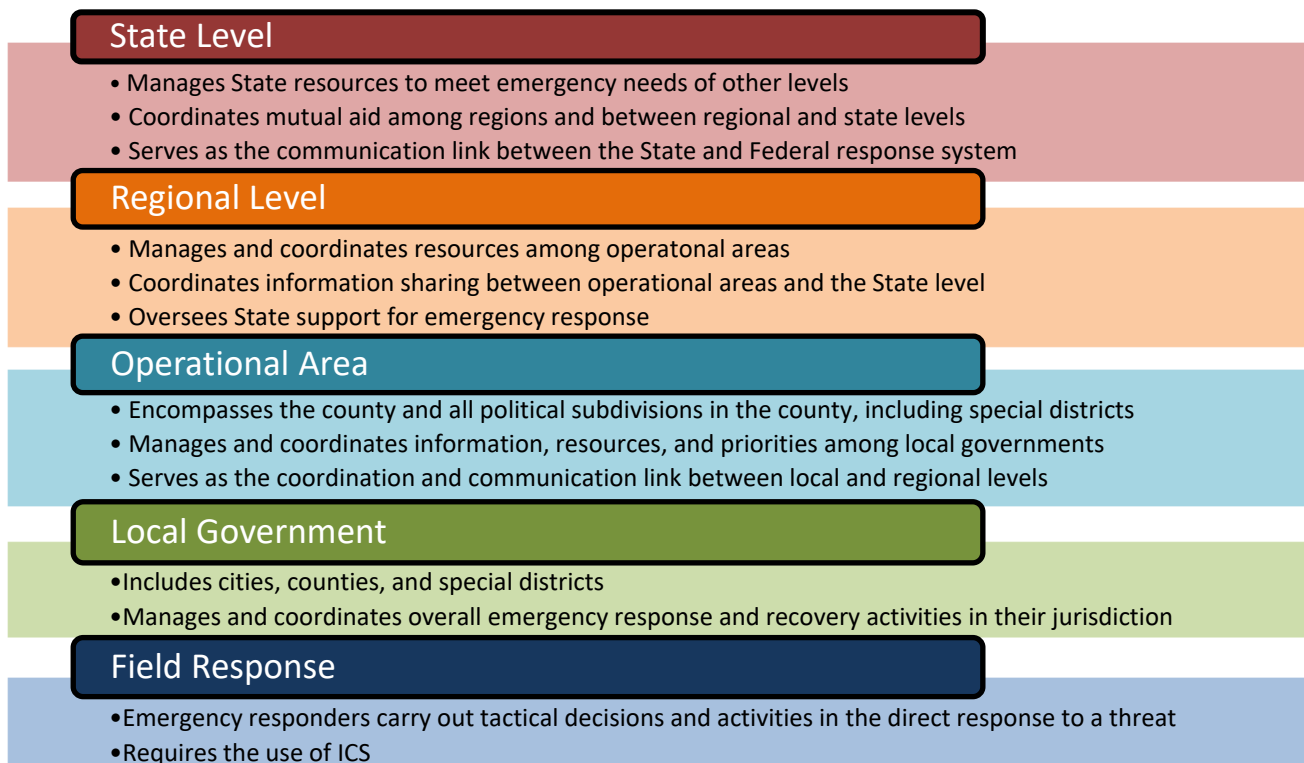 State Level
• Manages State resources to meet emergency needs of other levels
• Coordinates mutual aid among regions and between regional and state levels
• Serves as the communication link between the State and Federal response system
Regional Level
• Manages and coordinates resources among operatonal areas
• Coordinates information sharing between operational areas and the State level
• Oversees State support for emergency response
Operational Area
• Encompasses the county and all political subdivisions in the county, including special districts
• Manages and coordinates information, resources, and priorities among local governments
• Serves as the coordination and communication link between local and regional levels
Local Government
•Includes cities, counties, and special districts
•Manages and coordinates overall emergency response and recovery activities in their jurisdiction
Field Response
•Emergency responders carry out tactical decisions and activities in the direct response to a threat
•Requires the use of ICS